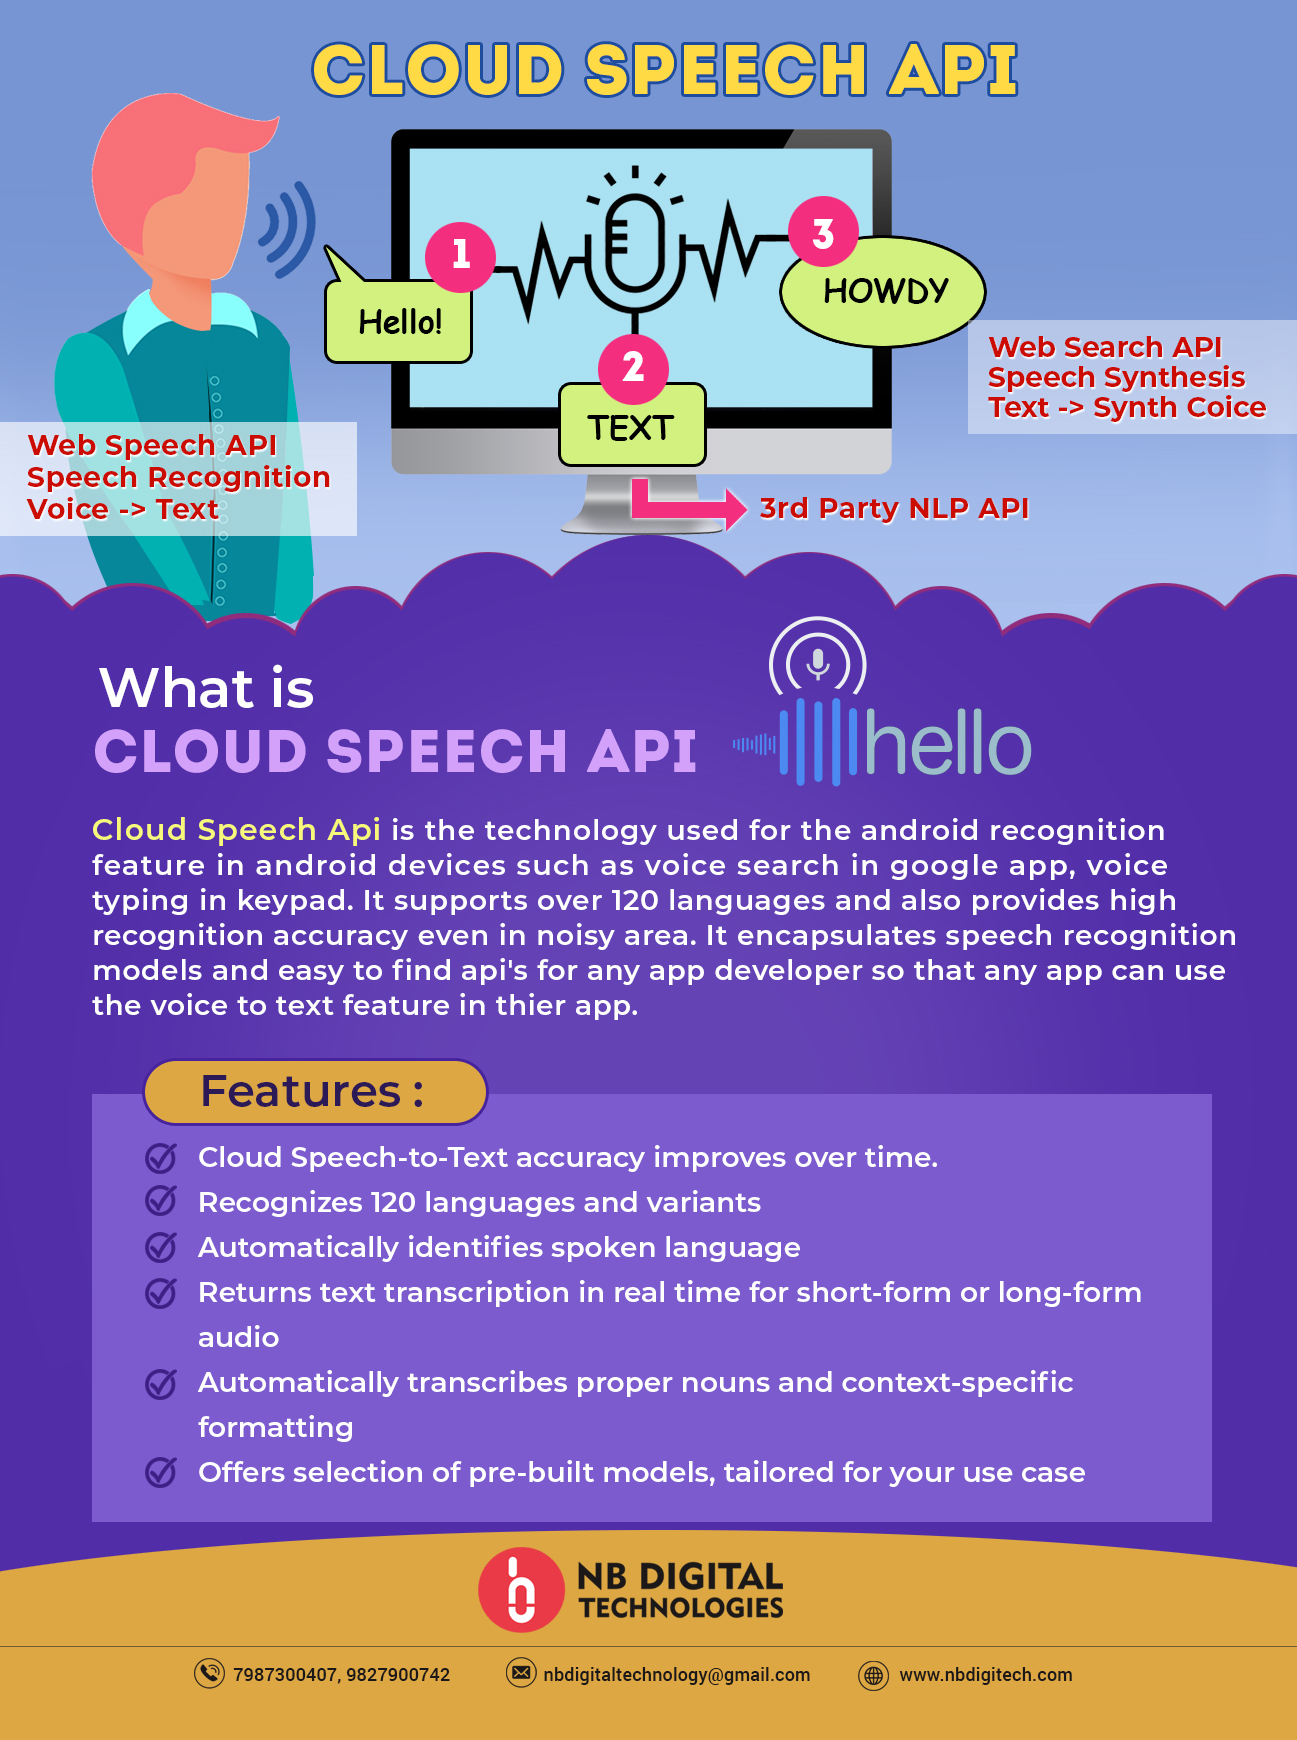 CLOUD SPEECH API
1
Hello!
2
TEXT
3
HOWDY
Web Search API
Speech Synthesis
Text -> Synth Coice
Web Speech API
Speech Recognition
Voice -> Text
3rd Party NLP API
What is
CLOUD SPEECH API
hello
Cloud Speech Api is the technology used for the android recognition
feature in android devices such as voice search in google app, voice
typing in keypad. It supports over 120 languages and also provides high
recognition accuracy even in noisy area. It encapsulates speech recognition
models and easy to find api's for any app developer so that any app can use
the voice to text feature in thier app.
Features :
Cloud Speech-to-Text accuracy improves over time.
Recognizes 120 languages and variants
Automatically identifies spoken language
Returns text transcription in real time for short-form or long-form
audio
Automatically transcribes proper nouns and context-specific
formatting
Offers selection of pre-built models, tailored for your use case
NB DIGITAL
TECHNOLOGIES
7987300407, 9827900742
nbdigitaltechnology@gmail.com
www.nbdigitech.com